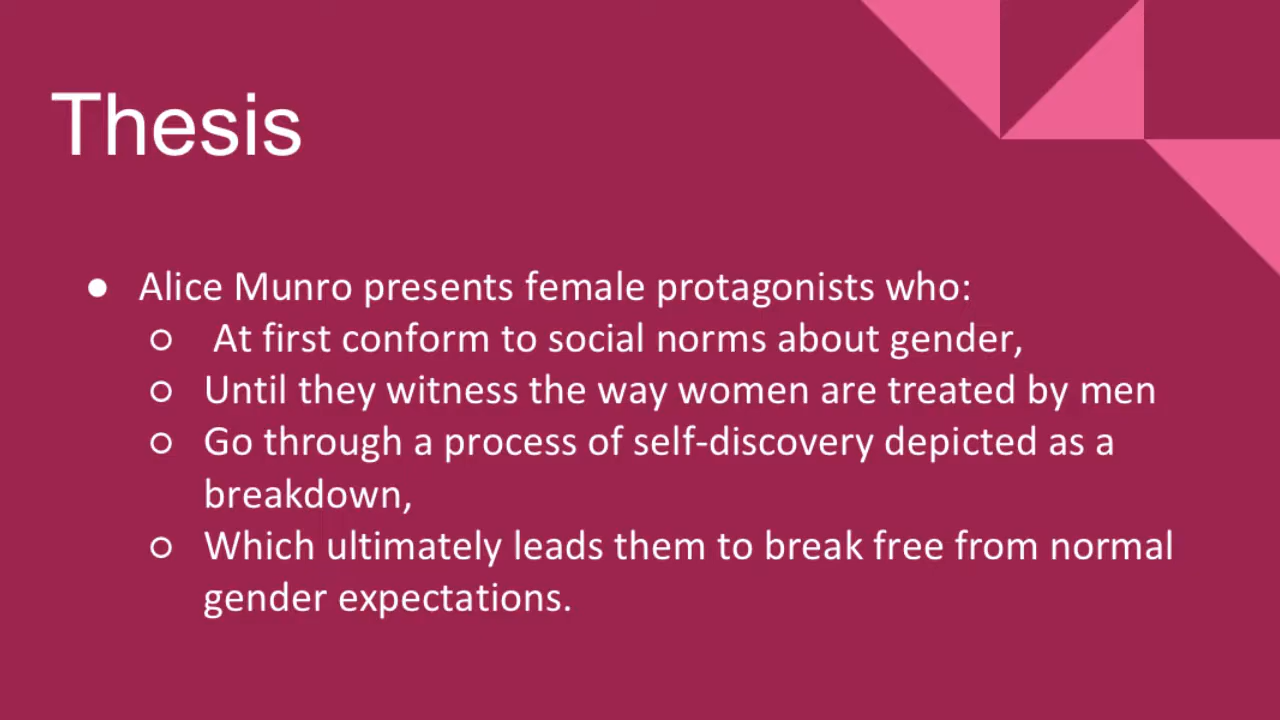 Thesis
● Alice Munro presents female protagonists who:
○ At first conform to social norms about gender,
○ Until they witness the way women are treated by men
○ Go through a process of self-discovery depicted as a
breakdown,
○ Which ultimately leads them to break free from normal
gender expectations.